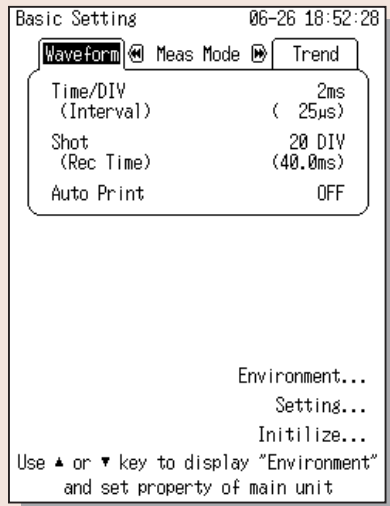 Basic Setting 06-26 18:52:28
Waveform Meas Mode Trend
Time/DIV 2ms
(Interval) ( 25µs)
Shot 20 DIV
(Rec Time) (40.0ms)
Auto Print OFF
Environment...
Setting...
Initilize...
Use ▲ or ▼ key to display "Environment"
and set property of main unit